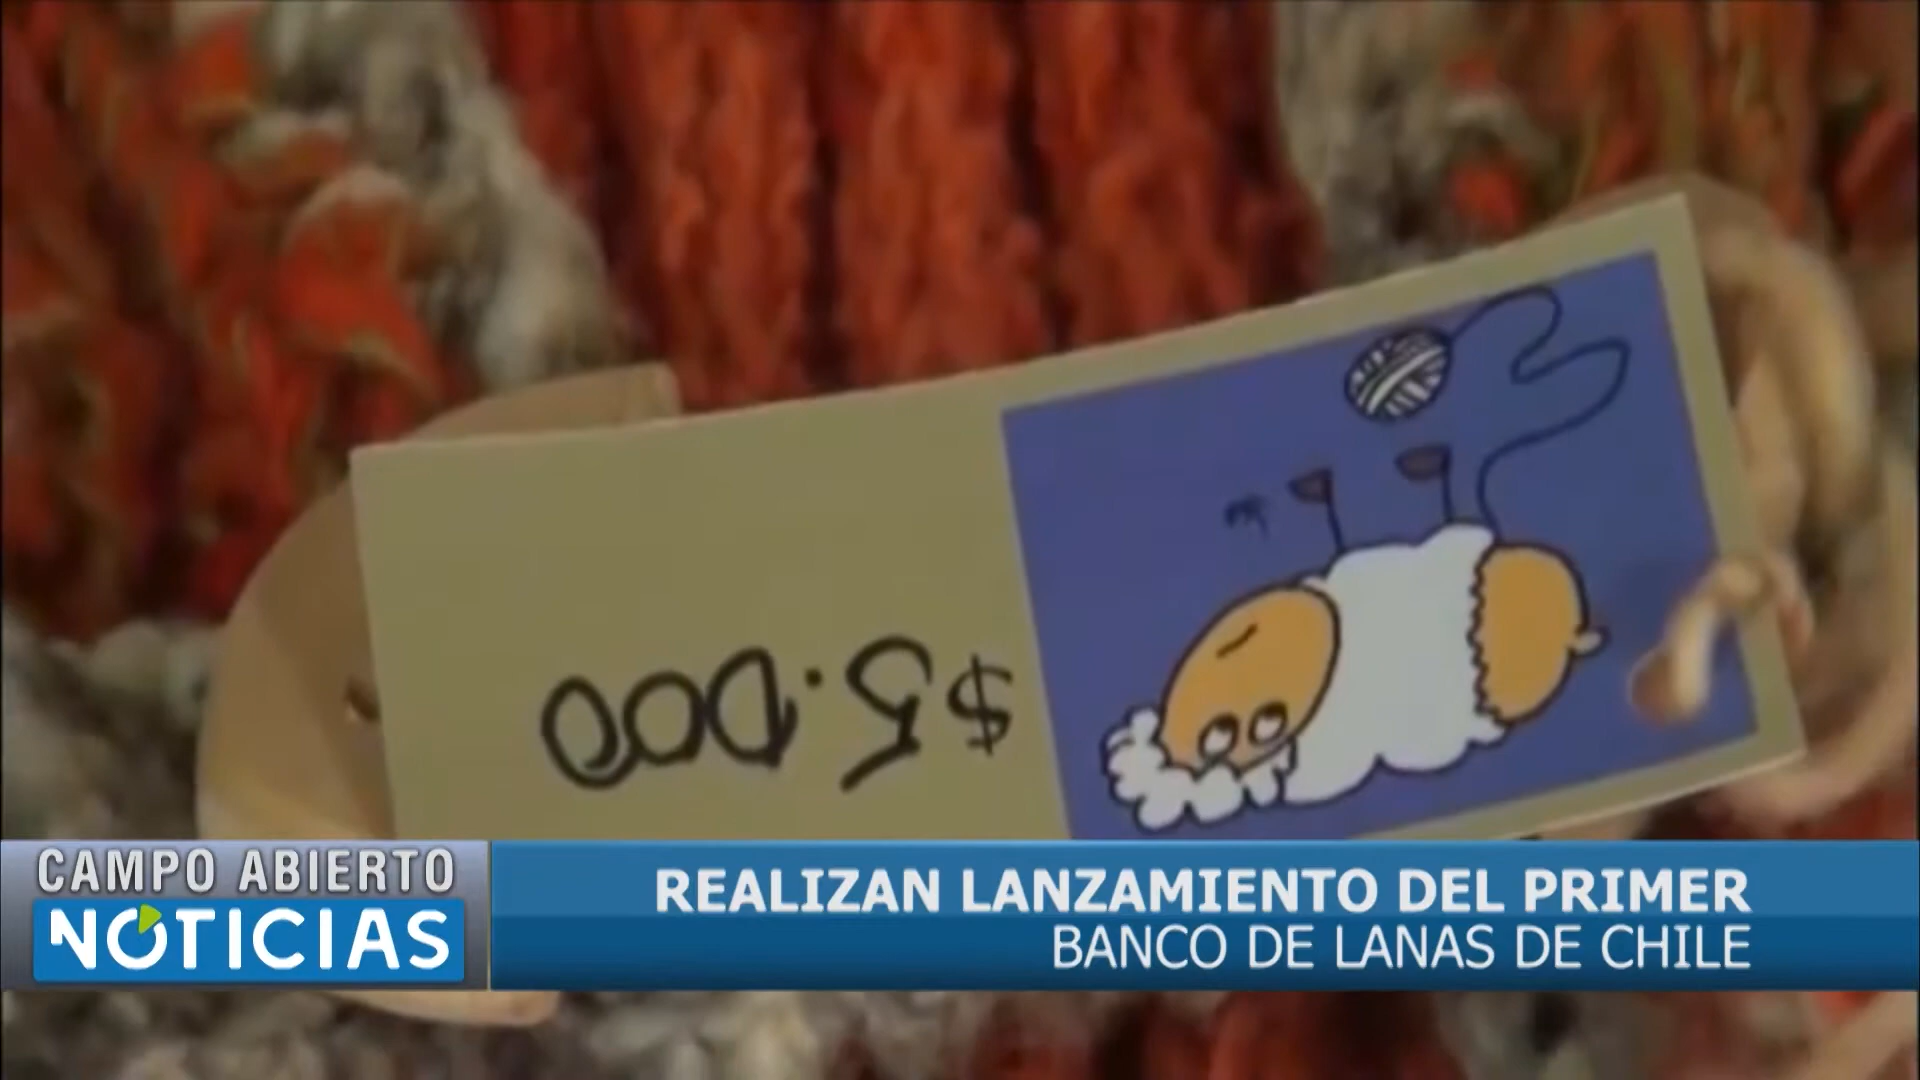 $5.000
CAMPO ABIERTO
NOTICIAS
REALIZAN LANZAMIENTO DEL PRIMER
BANCO DE LANAS DE CHILE